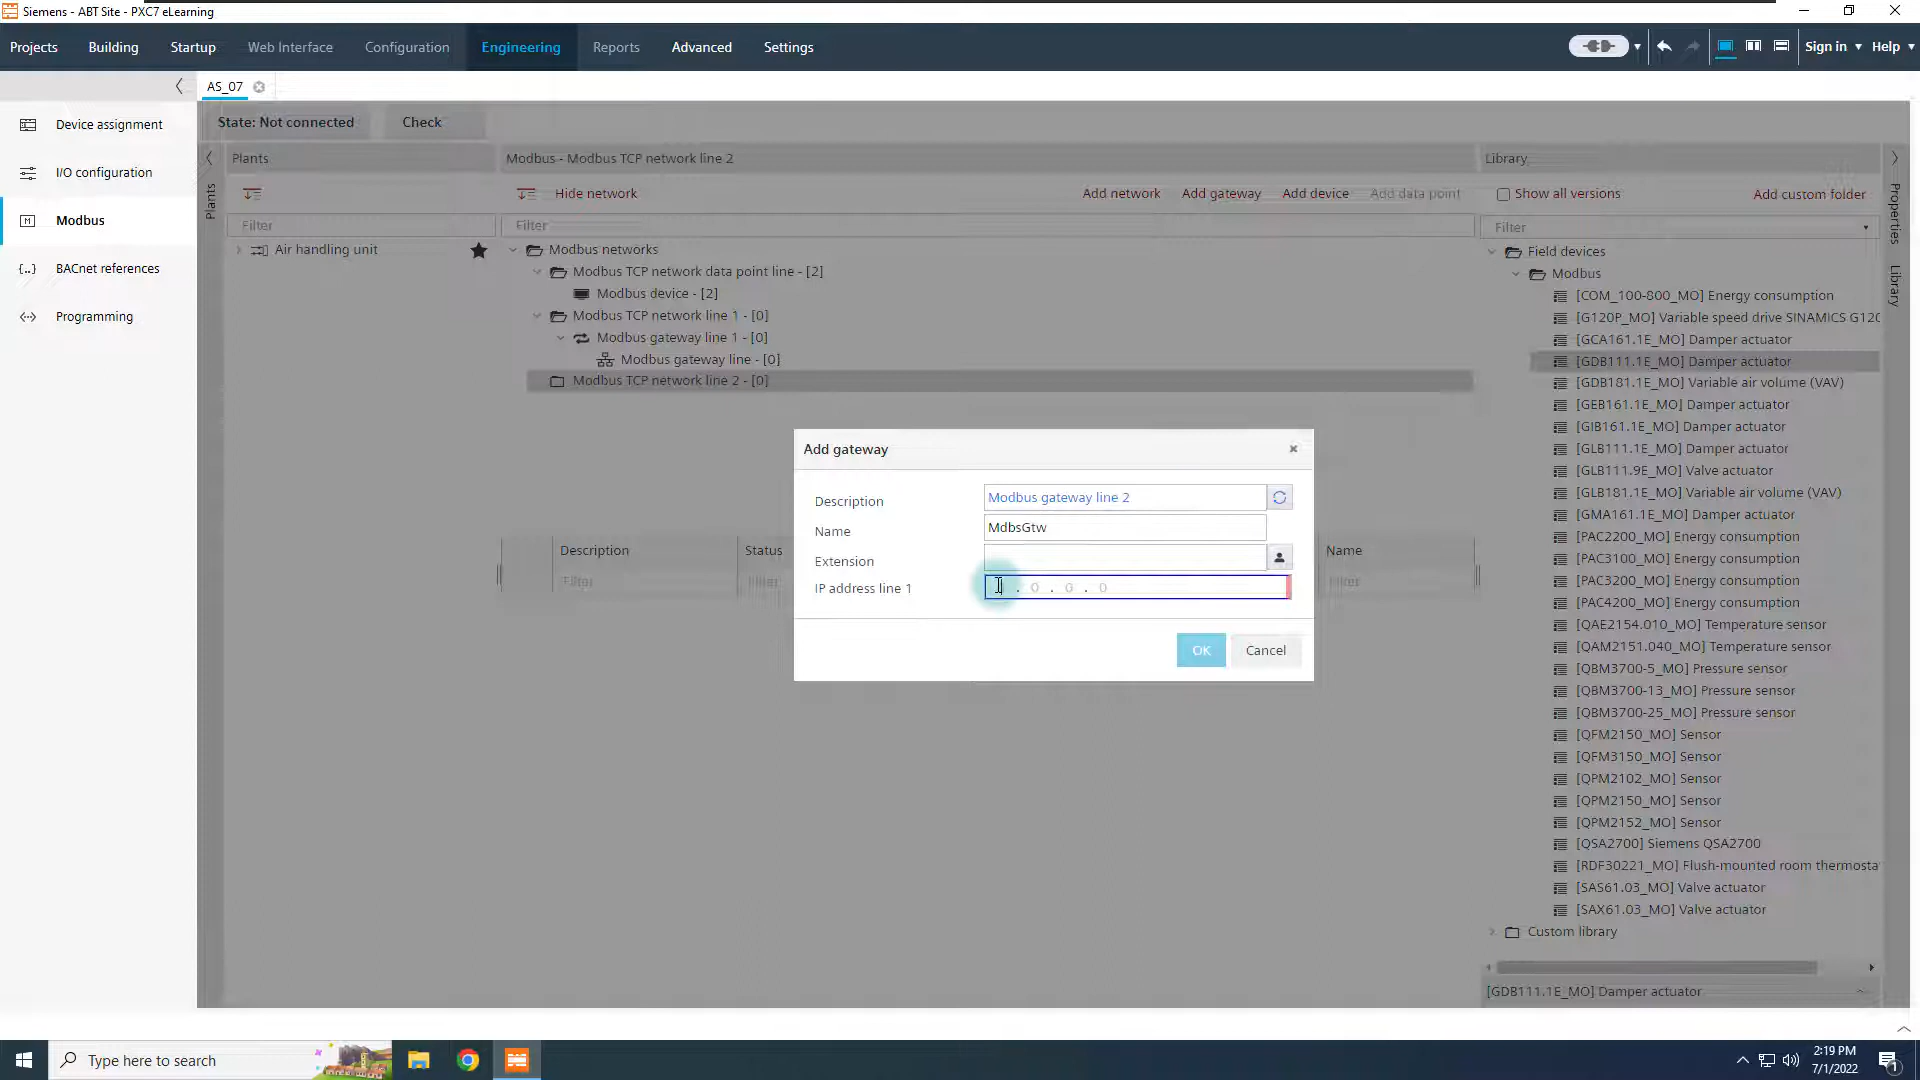 Siemens - ABT Site - PXC7 eLearning
Projects
Building
Startup
Web Interface
Configuration
Engineering
Reports
Advanced
Settings
Sign in
Help
AS_07
Device assignment
I/O configuration
Modbus
BACnet references
Programming
State: Not connected
Check
Plants
Plants
Filter
Air handling unit
Modbus - Modbus TCP network line 2
Hide network
Add network
Add gateway
Add device
Add data point
Filter
Modbus networks
Modbus TCP network data point line - [2]
Modbus device - [2]
Modbus TCP network line 1 - [0]
Modbus gateway line 1 - [0]
Modbus gateway line - [0]
Modbus TCP network line 2 - [0]
Description
Status
Name
Filter
Filter
Filter
Add gateway
Description
Modbus gateway line 2
Name
MdbsGtw
Extension
IP address line 1
. 0 . 0 . 0
OK
Cancel
Library
Show all versions
Add custom folder
Filter
Field devices
Modbus
[COM_100-800_MO] Energy consumption
[G120P_MO] Variable speed drive SINAMICS G120
[GCA161.1E_MO] Damper actuator
[GDB111.1E_MO] Damper actuator
[GDB181.1E_MO] Variable air volume (VAV)
[GEB161.1E_MO] Damper actuator
[GIB161.1E_MO] Damper actuator
[GLB111.1E_MO] Damper actuator
[GLB111.9E_MO] Valve actuator
[GLB181.1E_MO] Variable air volume (VAV)
[GMA161.1E_MO] Damper actuator
[PAC2200_MO] Energy consumption
[PAC3100_MO] Energy consumption
[PAC3200_MO] Energy consumption
[PAC4200_MO] Energy consumption
[QAE2154.010_MO] Temperature sensor
[QAM2151.040_MO] Temperature sensor
[QBM3700-5_MO] Pressure sensor
[QBM3700-13_MO] Pressure sensor
[QBM3700-25_MO] Pressure sensor
[QFM2150_MO] Sensor
[QFM3150_MO] Sensor
[QPM2102_MO] Sensor
[QPM2150_MO] Sensor
[QPM2152_MO] Sensor
[QSA2700] Siemens QSA2700
[RDF30221_MO] Flush-mounted room thermosta
[SAS61.03_MO] Valve actuator
[SAX61.03_MO] Valve actuator
Custom library
[GDB111.1E_MO] Damper actuator
Properties
Library
Type here to search
2:19 PM
7/1/2022
1